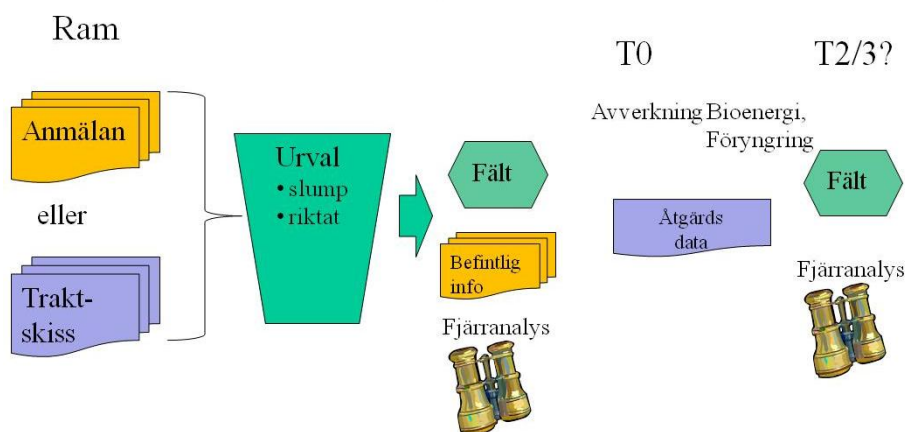 Ram
Anmälan
eller
Trakt-
skiss
Urval
• slump
• riktat
Fält
Befintlig
info
Fjärranalys
T0
Avverkning
Bioenergi,
Föryngring
Åtgärds
data
T2/3?
Fält
Fjärranalys